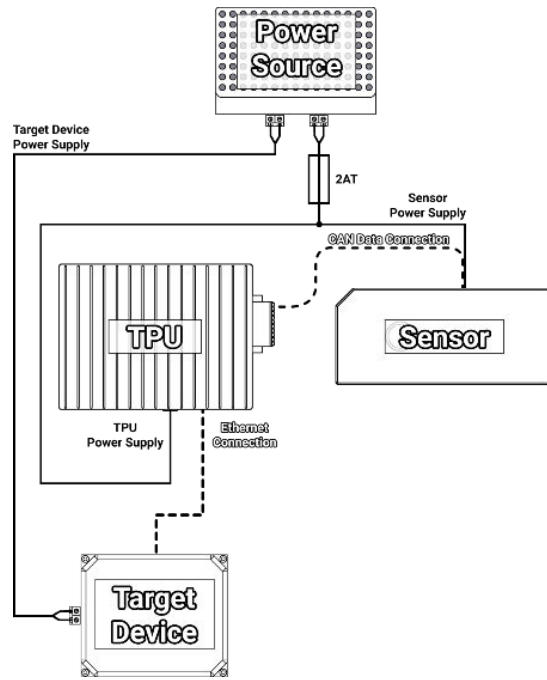 Power
Source
Target Device
Power Supply
2AT
Sensor
Power Supply
CAN Data Connection
TPU
Sensor
TPU
Power Supply
Ethernet
Connection
Target
Device